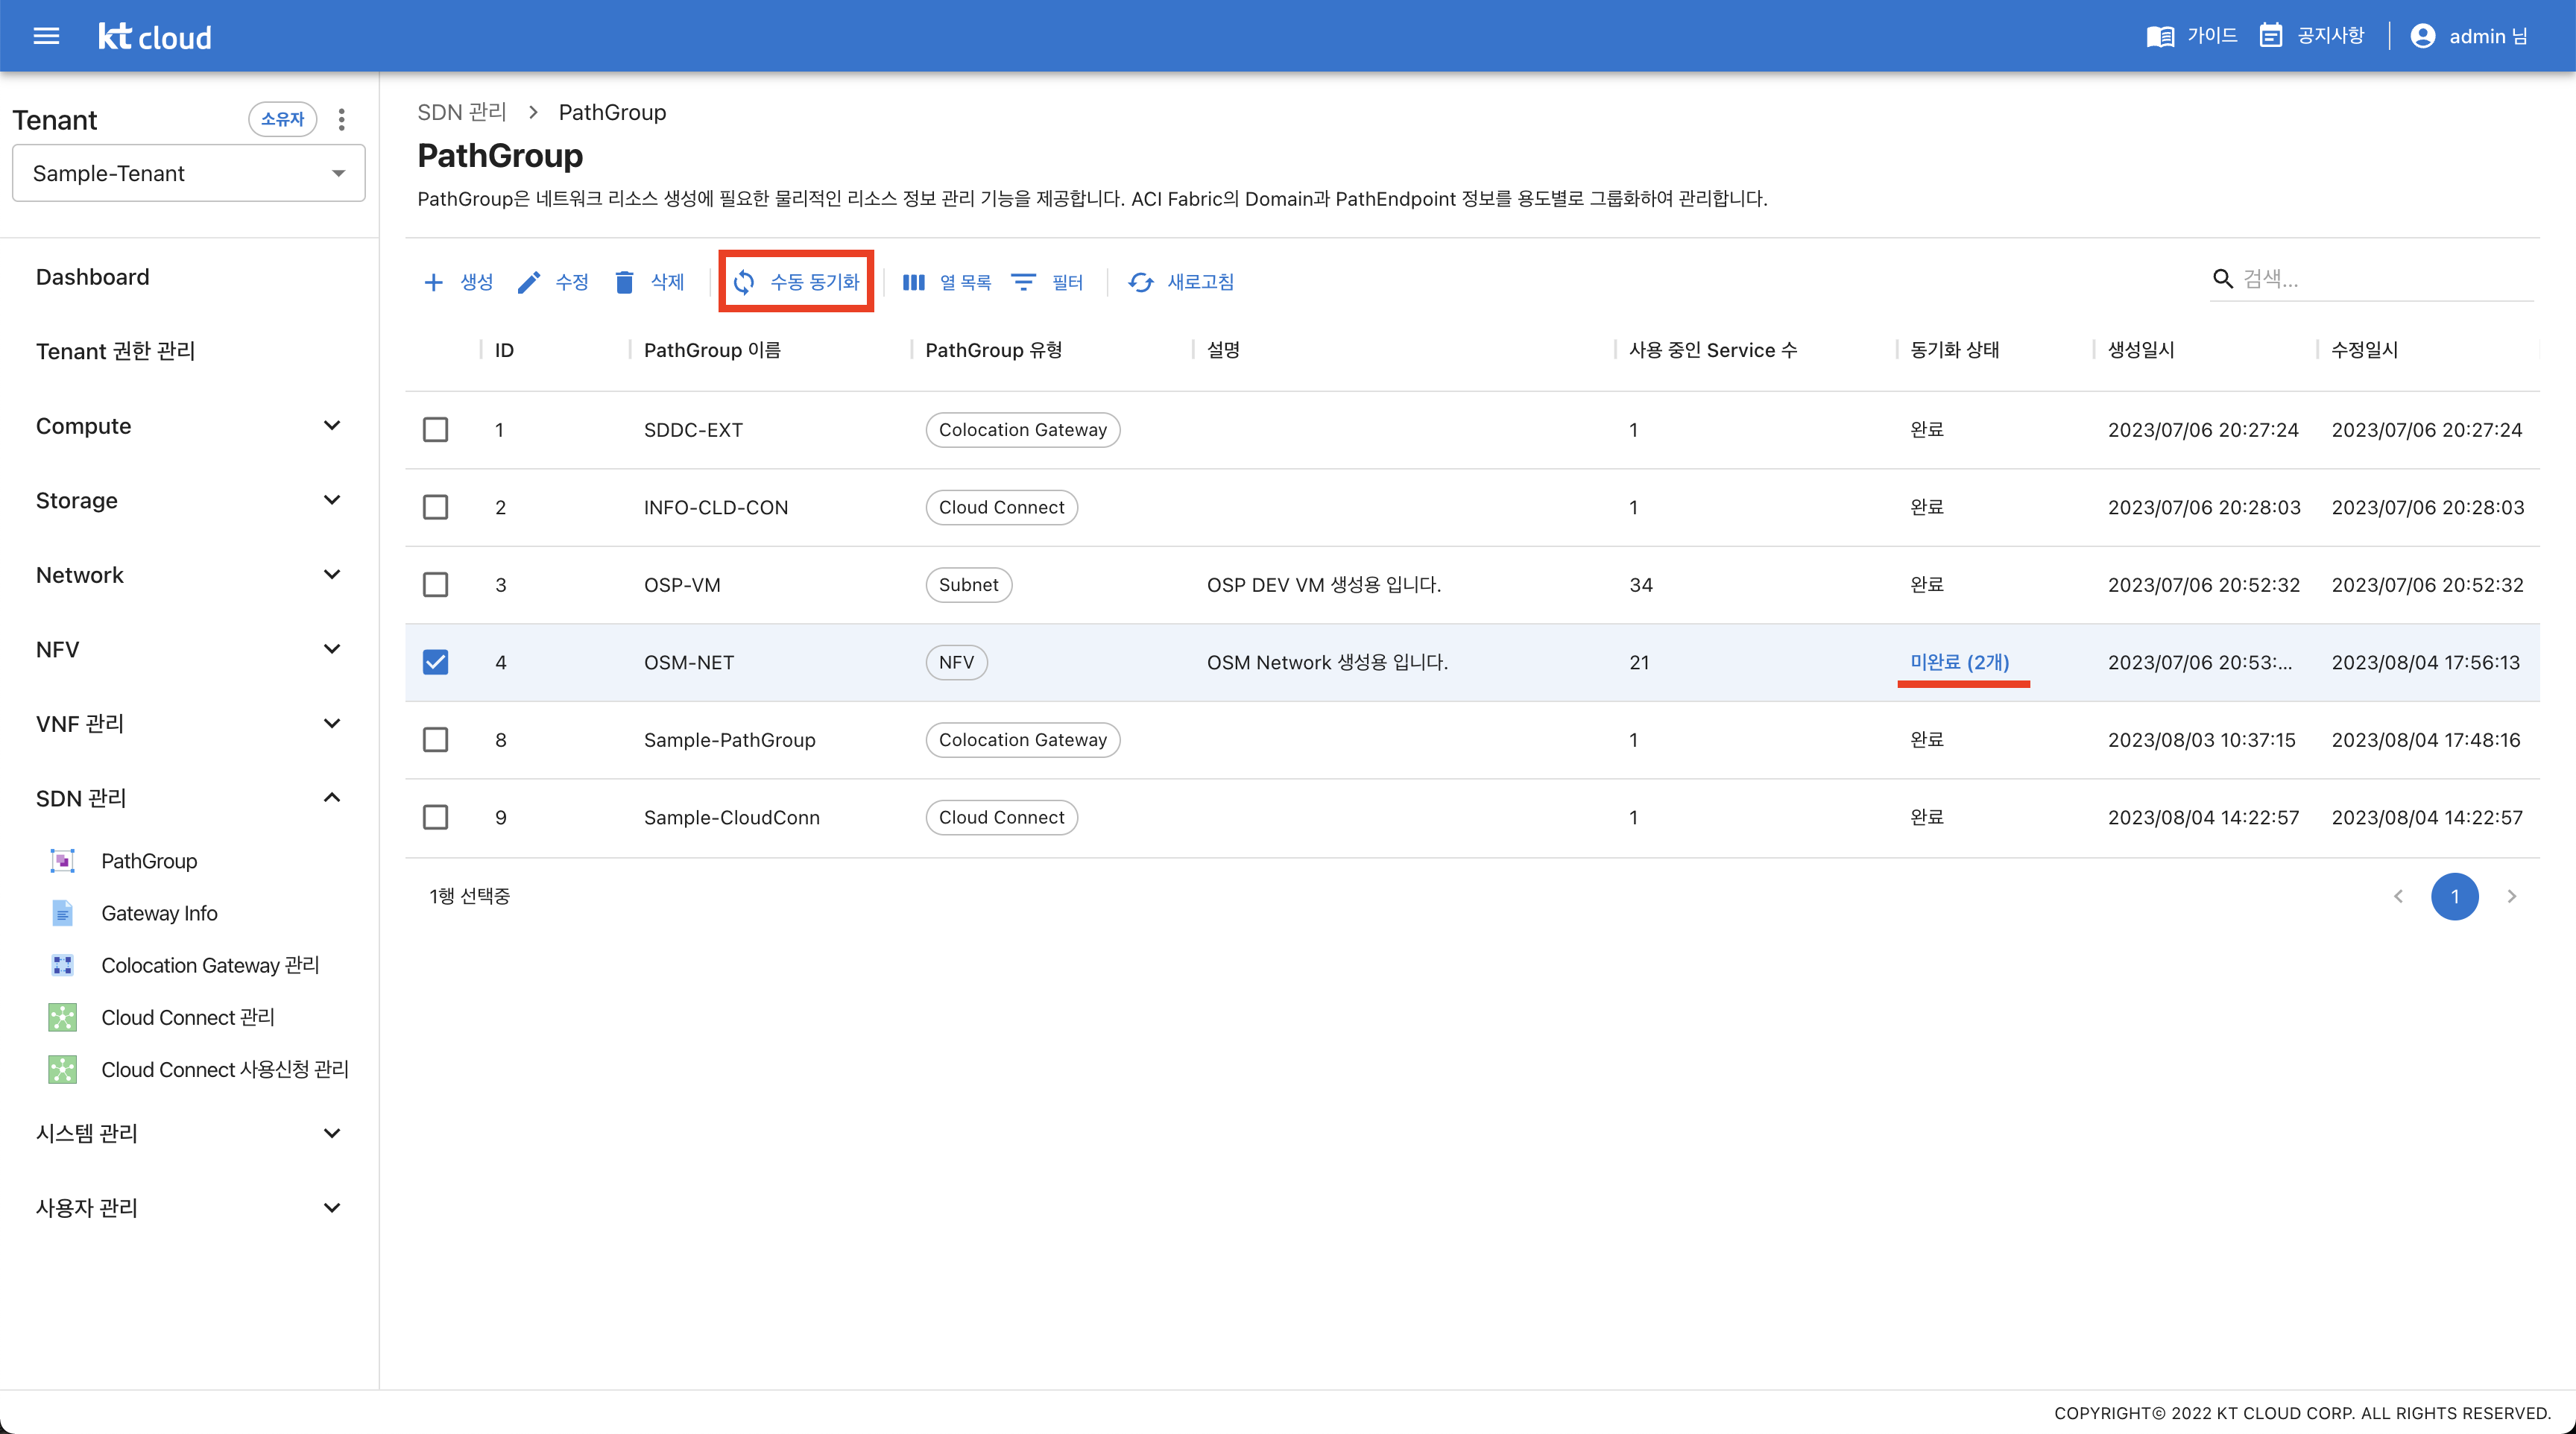 kt cloud
가이드
공지사항
admin 님
Tenant
소유자
Sample-Tenant
Dashboard
Tenant 권한 관리
Compute
Storage
Network
NFV
VNF 관리
SDN 관리
PathGroup
Gateway Info
Colocation Gateway 관리
Cloud Connect 관리
Cloud Connect 사용신청 관리
시스템 관리
사용자 관리
SDN 관리 > PathGroup
PathGroup
PathGroup은 네트워크 리소스 생성에 필요한 물리적인 리소스 정보 관리 기능을 제공합니다. ACI Fabric의 Domain과 PathEndpoint 정보를 용도별로 그룹화하여 관리합니다.
생성 수정 삭제 수동 동기화 열 목록 필터 새로고침 검색...
ID PathGroup 이름 PathGroup 유형 설명 사용 중인 Service 수 동기화 상태 생성일시 수정일시
1 SDDC-EXT Colocation Gateway 1 완료 2023/07/06 20:27:24 2023/07/06 20:27:24
2 INFO-CLD-CON Cloud Connect 1 완료 2023/07/06 20:28:03 2023/07/06 20:28:03
3 OSP-VM Subnet OSP DEV VM 생성용 입니다. 34 완료 2023/07/06 20:52:32 2023/07/06 20:52:32
4 OSM-NET NFV OSM Network 생성용 입니다. 21 미완료 (2개) 2023/07/06 20:53:... 2023/08/04 17:56:13
8 Sample-PathGroup Colocation Gateway 1 완료 2023/08/03 10:37:15 2023/08/04 17:48:16
9 Sample-CloudConn Cloud Connect 1 완료 2023/08/04 14:22:57 2023/08/04 14:22:57
1행 선택중
1
COPYRIGHT© 2022 KT CLOUD CORP. ALL RIGHTS RESERVED.